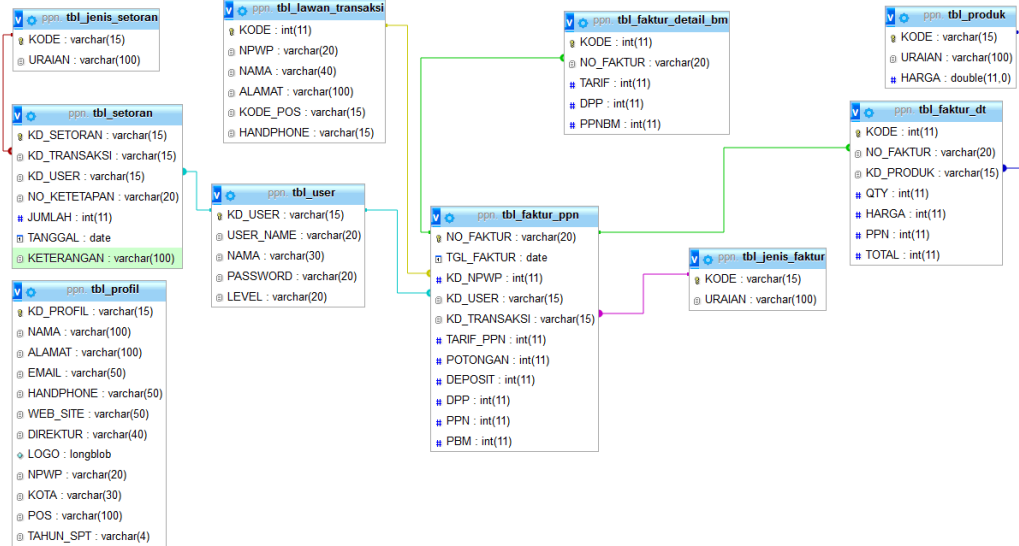 ppn. tbl_jenis_setoran
KODE : varchar(15)
URAIAN : varchar(100)
ppn. tbl_lawan_transaksi
KODE : int(11)
NPWP : varchar(20)
NAMA : varchar(40)
ALAMAT : varchar(100)
KODE_POS : varchar(15)
HANDPHONE : varchar(15)
ppn. tbl_faktur_detail_bm
KODE : int(11)
NO_FAKTUR : varchar(20)
TARIF : int(11)
DPP : int(11)
PPNBM : int(11)
ppn. tbl_produk
KODE : varchar(15)
URAIAN : varchar(100)
HARGA : double(11,0)
ppn. tbl_setoran
KD_SETORAN : varchar(15)
KD_TRANSAKSI : varchar(15)
KD_USER : varchar(15)
NO_KETETAPAN : varchar(20)
JUMLAH : int(11)
TANGGAL : date
KETERANGAN : varchar(100)
ppn. tbl_user
KD_USER : varchar(15)
USER_NAME : varchar(20)
NAMA : varchar(30)
PASSWORD : varchar(20)
LEVEL : varchar(20)
ppn. tbl_faktur_ppn
NO_FAKTUR : varchar(20)
TGL_FAKTUR : date
KD_NPWP : int(11)
KD_USER : varchar(15)
KD_TRANSAKSI : varchar(15)
TARIF_PPN : int(11)
POTONGAN : int(11)
DEPOSIT : int(11)
DPP : int(11)
PPN : int(11)
PBM : int(11)
ppn. tbl_faktur_dt
KODE : int(11)
NO_FAKTUR : varchar(20)
KD_PRODUK : varchar(15)
QTY : int(11)
HARGA : int(11)
PPN : int(11)
TOTAL : int(11)
ppn. tbl_jenis_faktur
KODE : varchar(15)
URAIAN : varchar(100)
ppn. tbl_profil
KD_PROFIL : varchar(15)
NAMA : varchar(100)
ALAMAT : varchar(100)
EMAIL : varchar(50)
HANDPHONE : varchar(50)
WEB_SITE : varchar(50)
DIREKTUR : varchar(40)
LOGO : longblob
NPWP : varchar(20)
KOTA : varchar(30)
POS : varchar(100)
TAHUN_SPT : varchar(4)